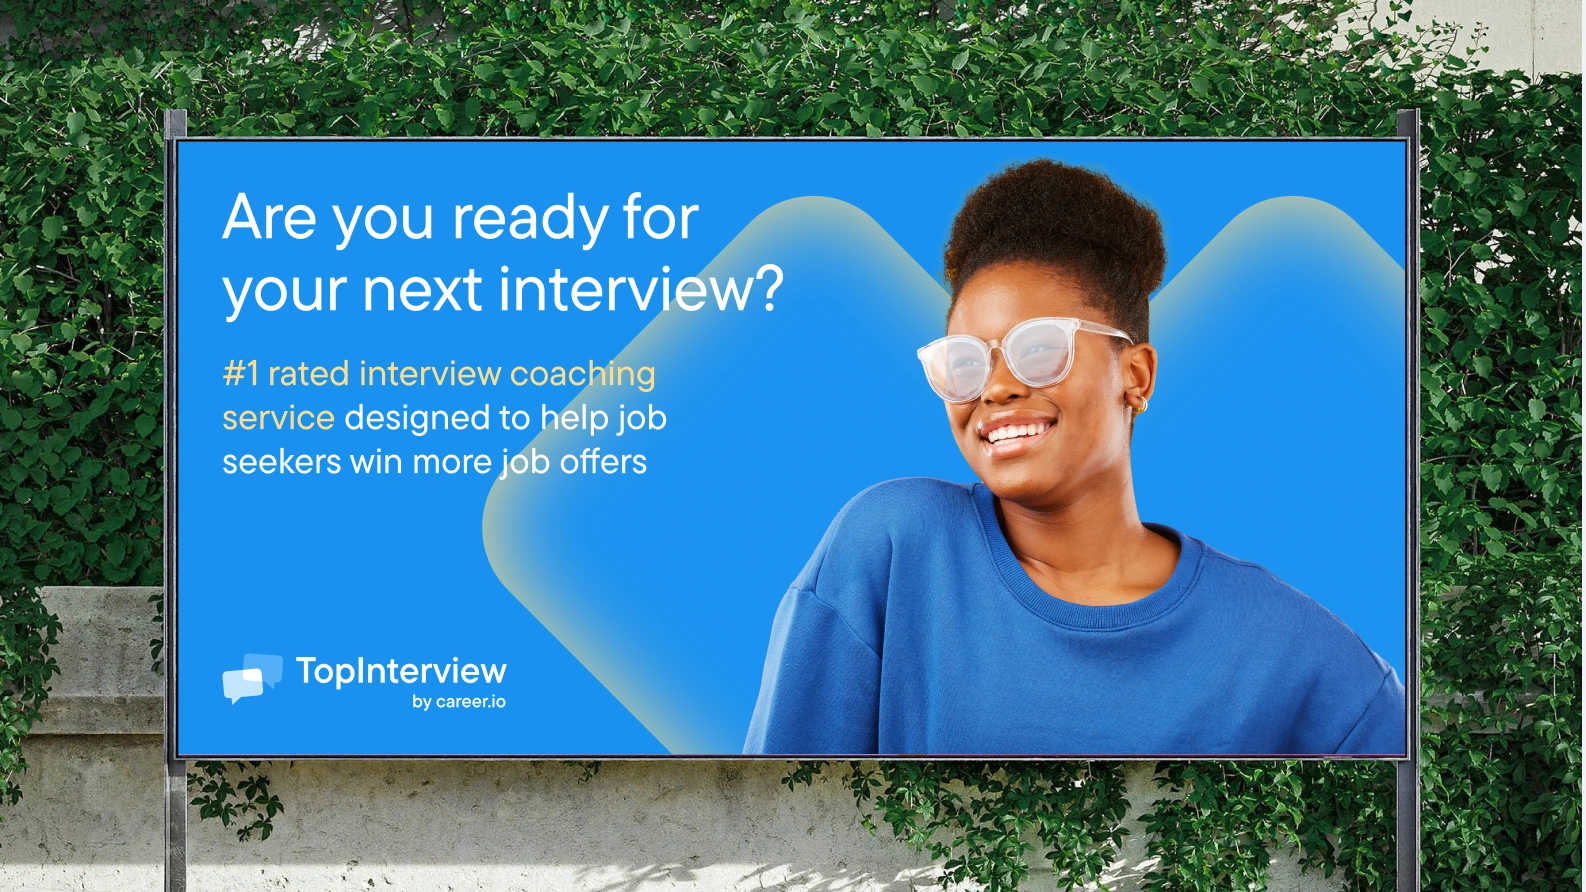 Are you ready for
your next interview?
#1 rated interview coaching
service designed to help job
seekers win more job offers
TopInterview
by career.io